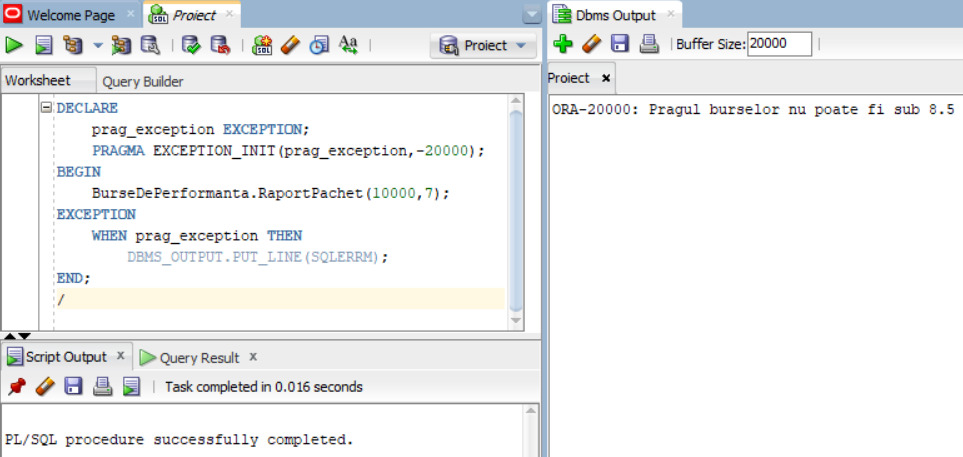 Welcome Page
Proiect
Proiect
Worksheet
Query Builder
DECLARE
prag_exception EXCEPTION;
PRAGMA EXCEPTION_INIT(prag_exception,-20000);
BEGIN
BurseDePerformanta.RaportPachet(10000,7);
EXCEPTION
WHEN prag_exception THEN
DBMS_OUTPUT.PUT_LINE(SQLERRM);
END;
/
Script Output
Query Result
Task completed in 0.016 seconds
PL/SQL procedure successfully completed.
Dbms Output
Buffer Size: 20000
Proiect
ORA-20000: Pragul burselor nu poate fi sub 8.5